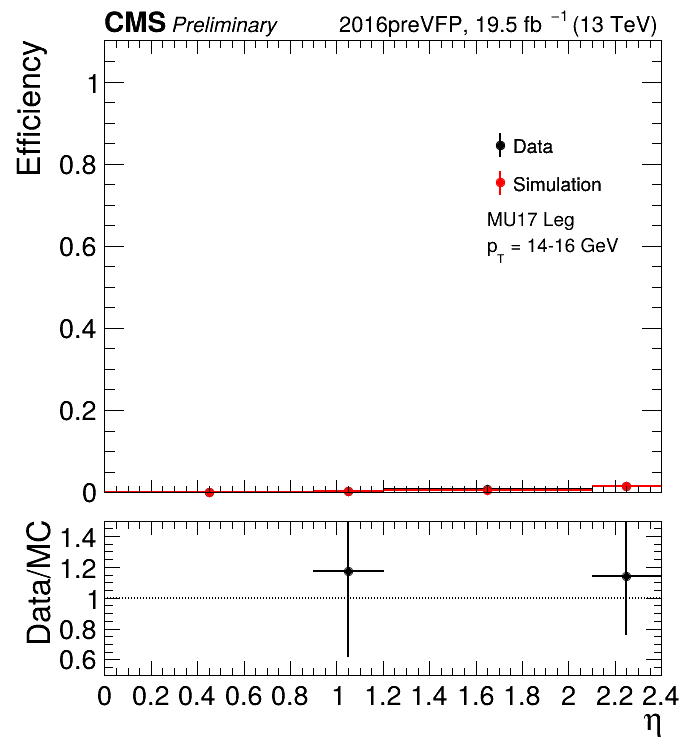 CMS Preliminary 2016preVFP, 19.5 fb⁻¹ (13 TeV)
Efficiency
1
0.8
0.6
0.4
0.2
0
Data
Simulation
MU17 Leg
p_T = 14-16 GeV
Data/MC
1.4
1.2
1
0.8
0.6
0 0.2 0.4 0.6 0.8 1 1.2 1.4 1.6 1.8 2 2.2 2.4
η